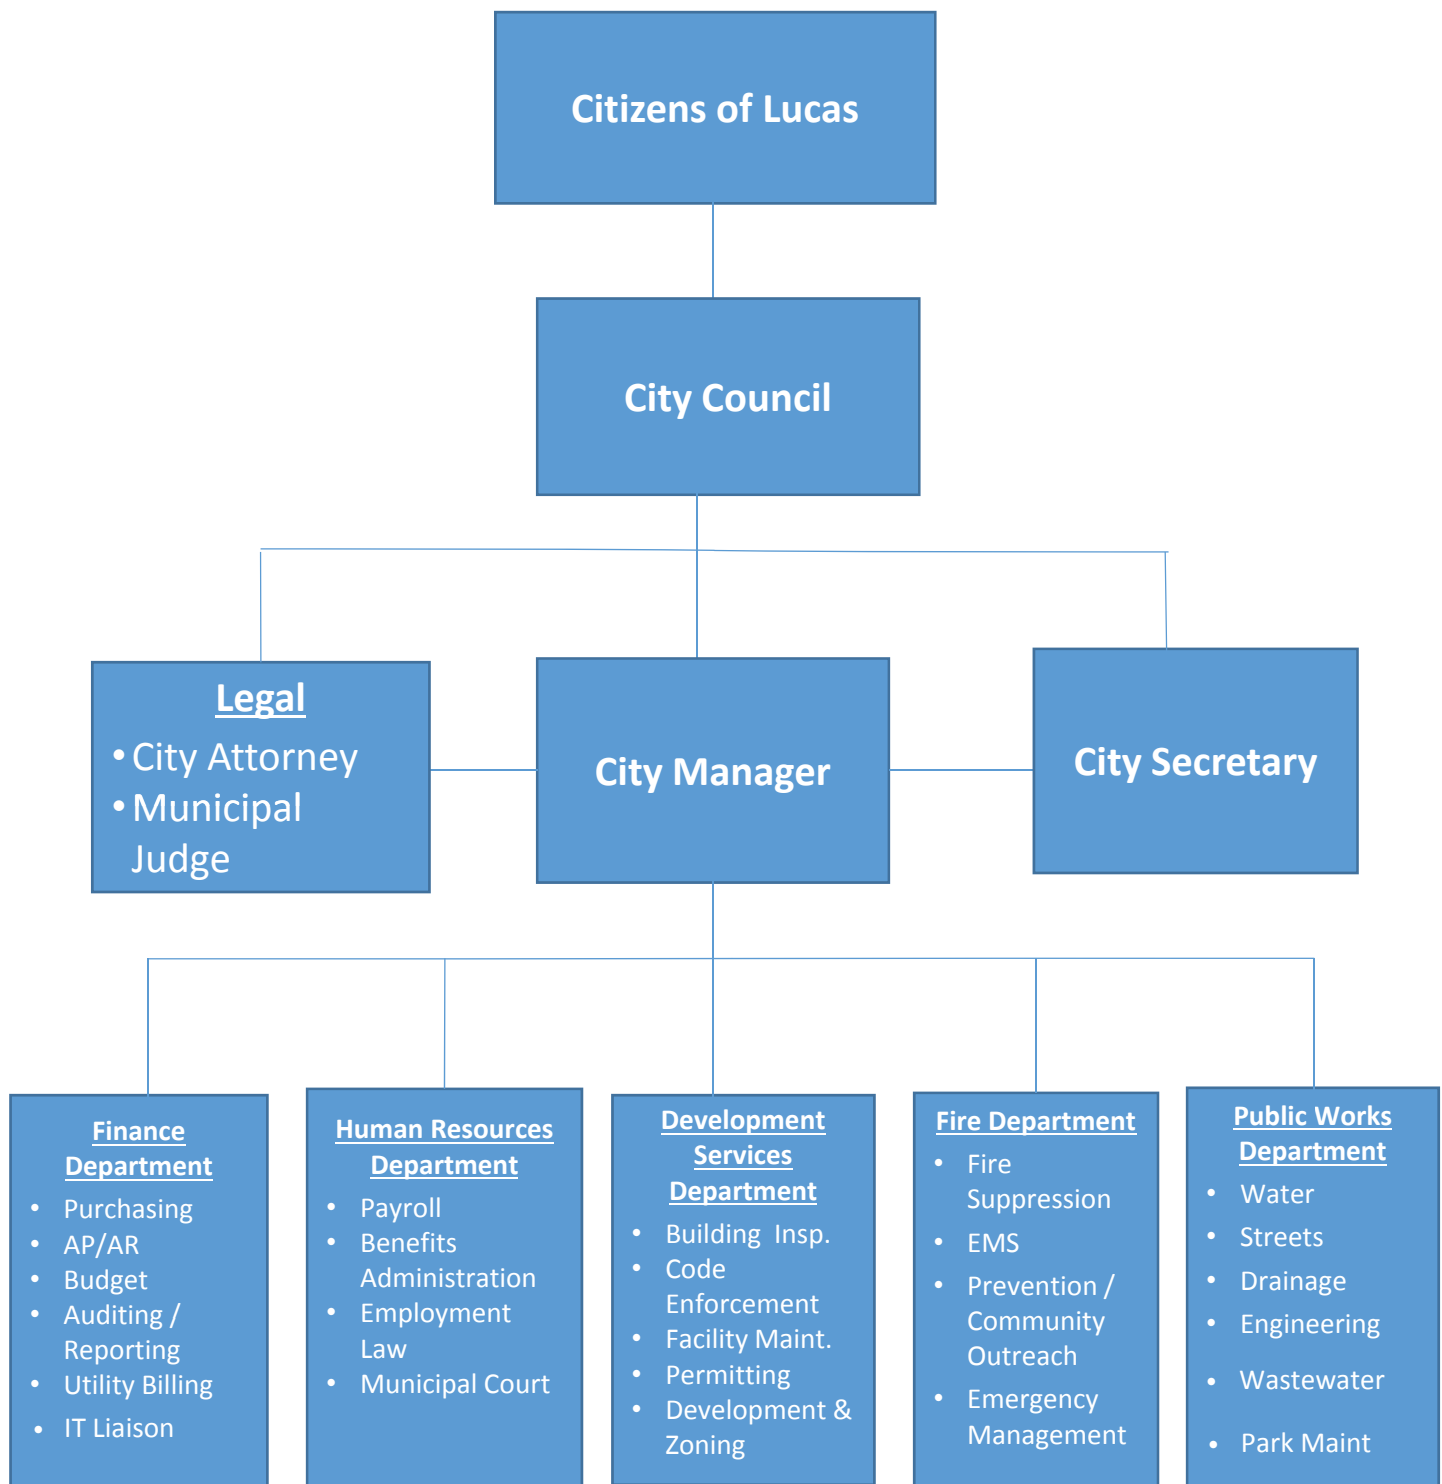 Citizens of Lucas
City Council
Legal
• City Attorney
• Municipal
Judge
City Manager
City Secretary
Finance
Department
• Purchasing
• AP/AR
• Budget
• Auditing /
Reporting
• Utility Billing
• IT Liaison
Human Resources
Department
• Payroll
• Benefits
Administration
• Employment
Law
• Municipal Court
Development
Services
Department
• Building Insp.
• Code
Enforcement
• Facility Maint.
• Permitting
• Development &
Zoning
Fire Department
• Fire
Suppression
• EMS
• Prevention /
Community
Outreach
• Emergency
Management
Public Works
Department
• Water
• Streets
• Drainage
• Engineering
• Wastewater
• Park Maint